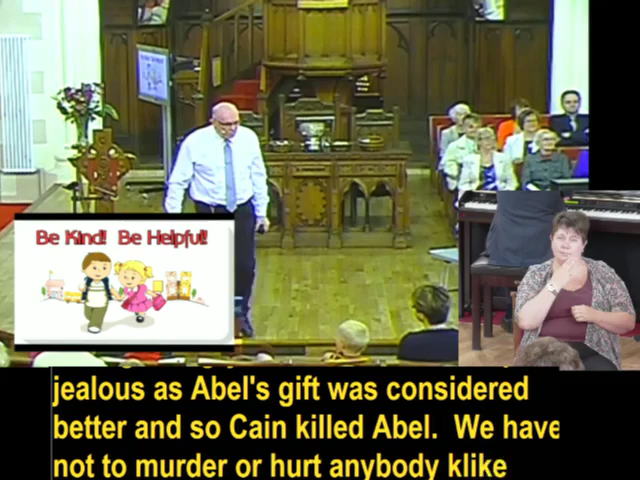 Be Kind! Be Helpful!
jealous as Abel's gift was considered
better and so Cain killed Abel. We have
not to murder or hurt anybody klike